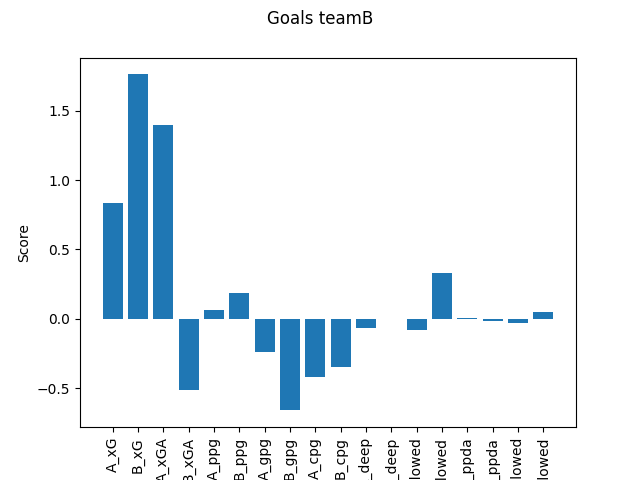 Goals teamB
Score
1.5
1.0
0.5
0.0
−0.5
A_xG
B_xG
A_xGA
B_xGA
A_ppg
B_ppg
A_gpg
B_gpg
A_cpg
B_cpg
_deep
_deep
lowed
lowed
_ppda
_ppda
lowed
lowed